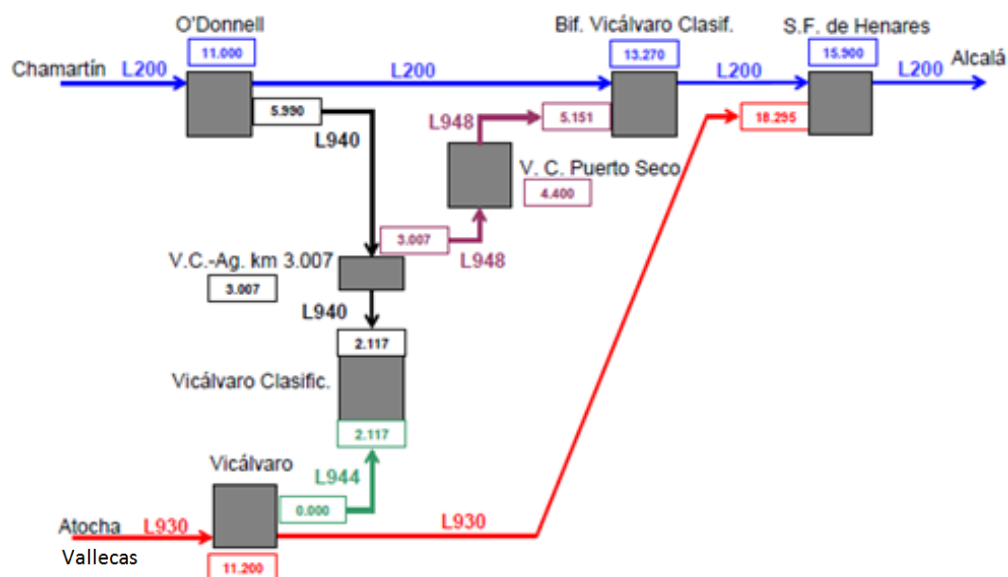 O'Donnell
Bif. Vicálvaro Clasif.
S.F. de Henares
11.000
13.270
15.900
Chamartín
L200
L200
L200
L200
Alcalá
5.990
L940
L948
5.151
18.295
V. C. Puerto Seco
4.400
3.007
L948
V.C.-Ag. km 3.007
3.007
L940
2.117
Vicálvaro Clasific.
2.117
Vicálvaro
L944
0.000
Atocha
L930
L930
Vallecas
11.200